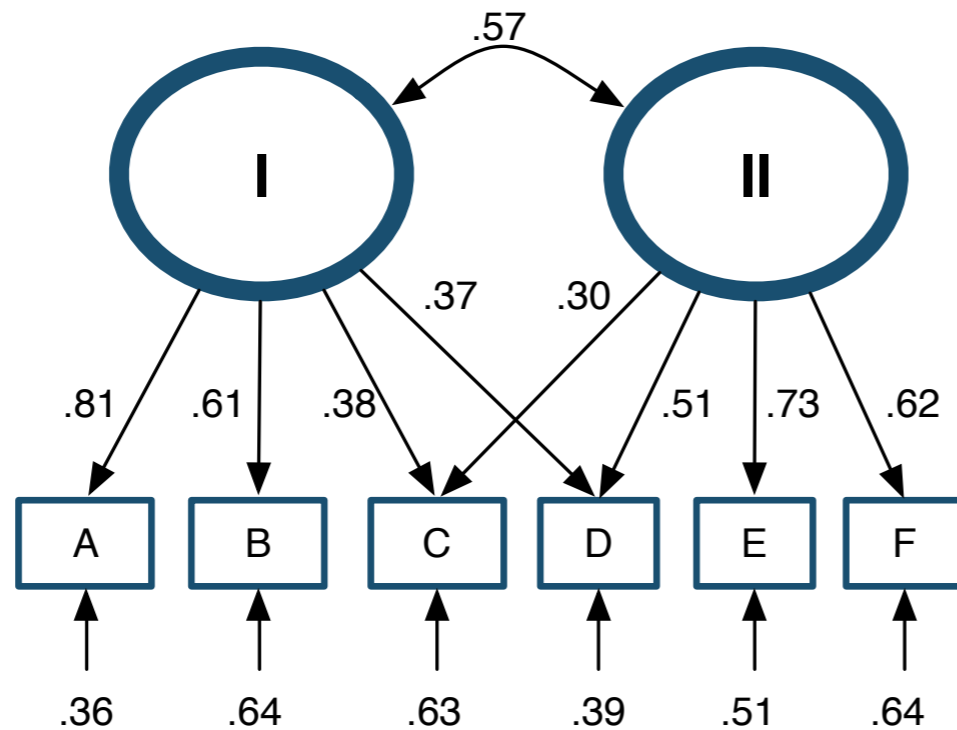 .57
I II
.37 .30
.81 .61 .38 .51 .73 .62
A B C D E F
.36 .64 .63 .39 .51 .64